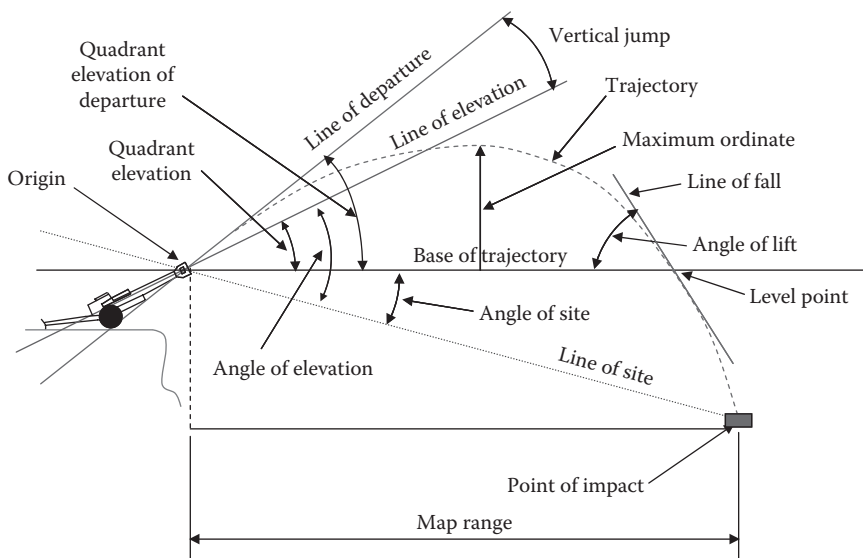 Quadrant
elevation of
departure
Vertical jump
Line of departure
Line of elevation
Trajectory
Quadrant
elevation
Maximum ordinate
Origin
Line of fall
Base of trajectory
Angle of lift
Level point
Angle of site
Angle of elevation
Line of site
Point of impact
Map range